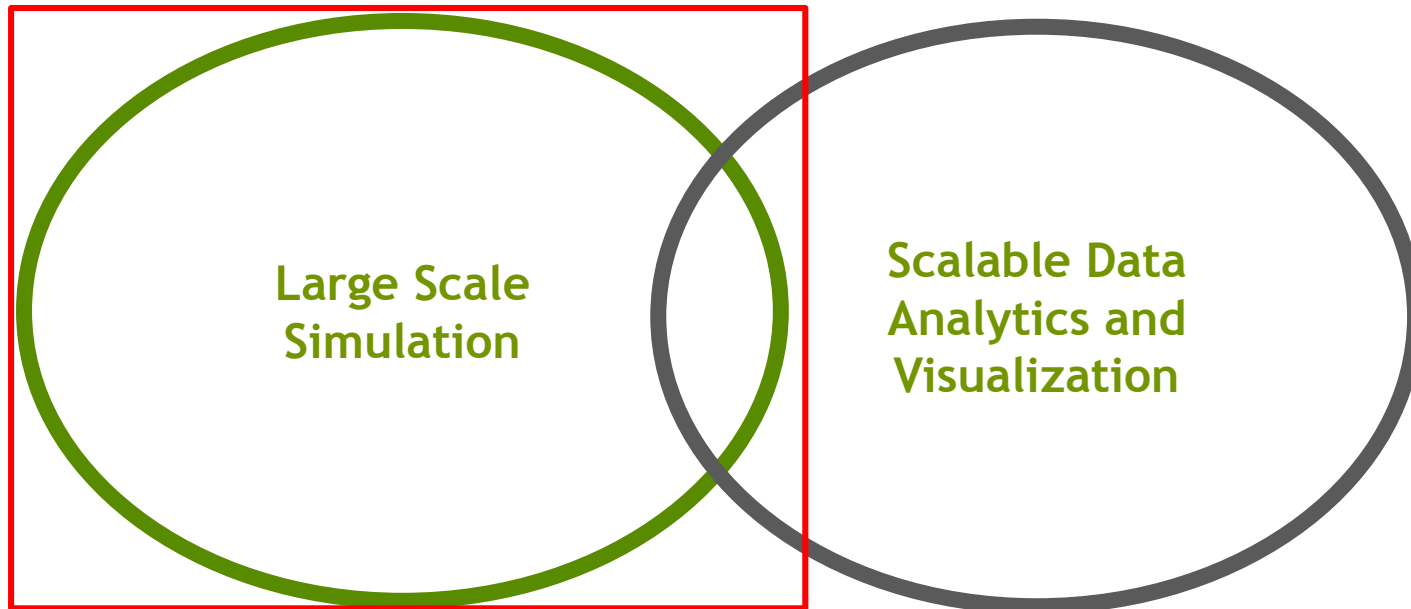 Large Scale
Simulation
Scalable Data
Analytics and
Visualization